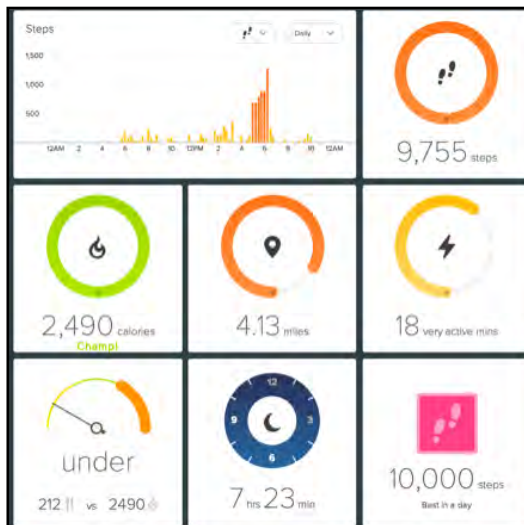 Steps
Daily
1,500
1,000
500
12AM 2 4 6 8 10 12PM 2 4 6 8 10 12AM
9,755 steps
2,490 calories
Champ!
4.13 miles
18 very active mins
under
212 vs 2490
12
9 3
6
7 hrs 23 min
10,000 steps
Best in a day